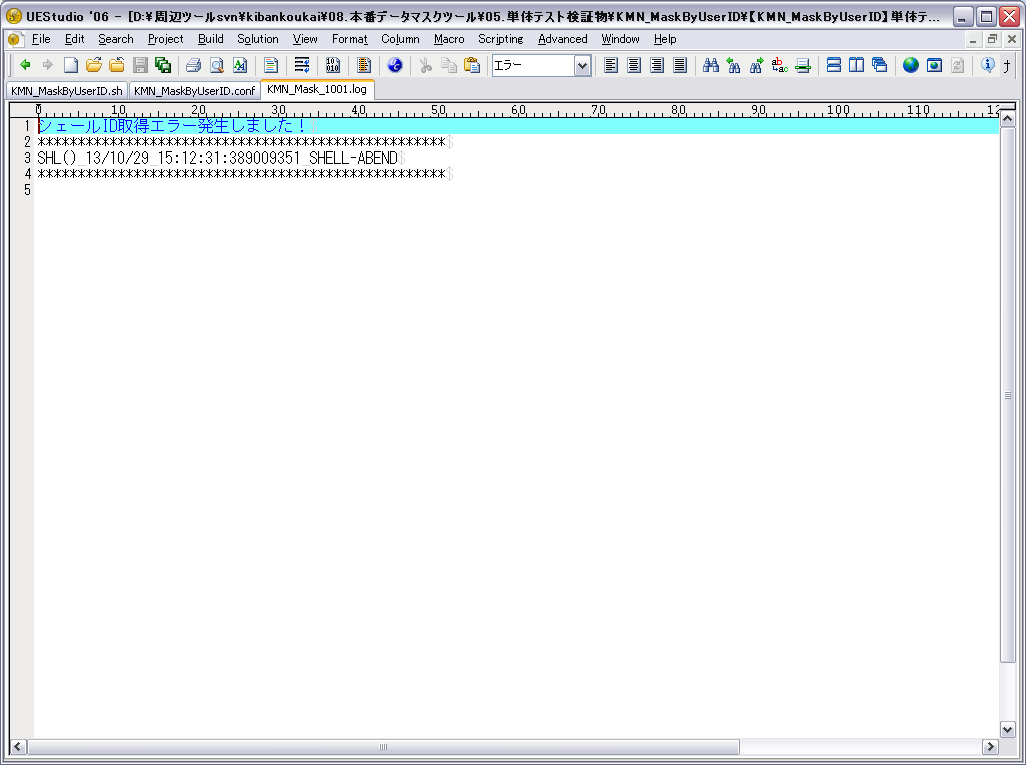 UEStudio '06 - [D:¥周辺ツールsvn¥kibankoukai¥08.本番データマスクツール¥05.単体テスト検証物¥KMN_MaskByUserID¥【KMN_MaskByUserID】単体テ...
File Edit Search Project Build Solution View Format Column Macro Scripting Advanced Window Help
エラー
KMN_MaskByUserID.sh KMN_MaskByUserID.conf KMN_Mask_1001.log
0 10 20 30 40 50 60 70 80 90 100 110
1 シェールID取得エラー発生しました！
2 ***************************************************$
3 SHL()_13/10/29_15:12:31:389009351_SHELL-ABEND$
4 ***************************************************$
5